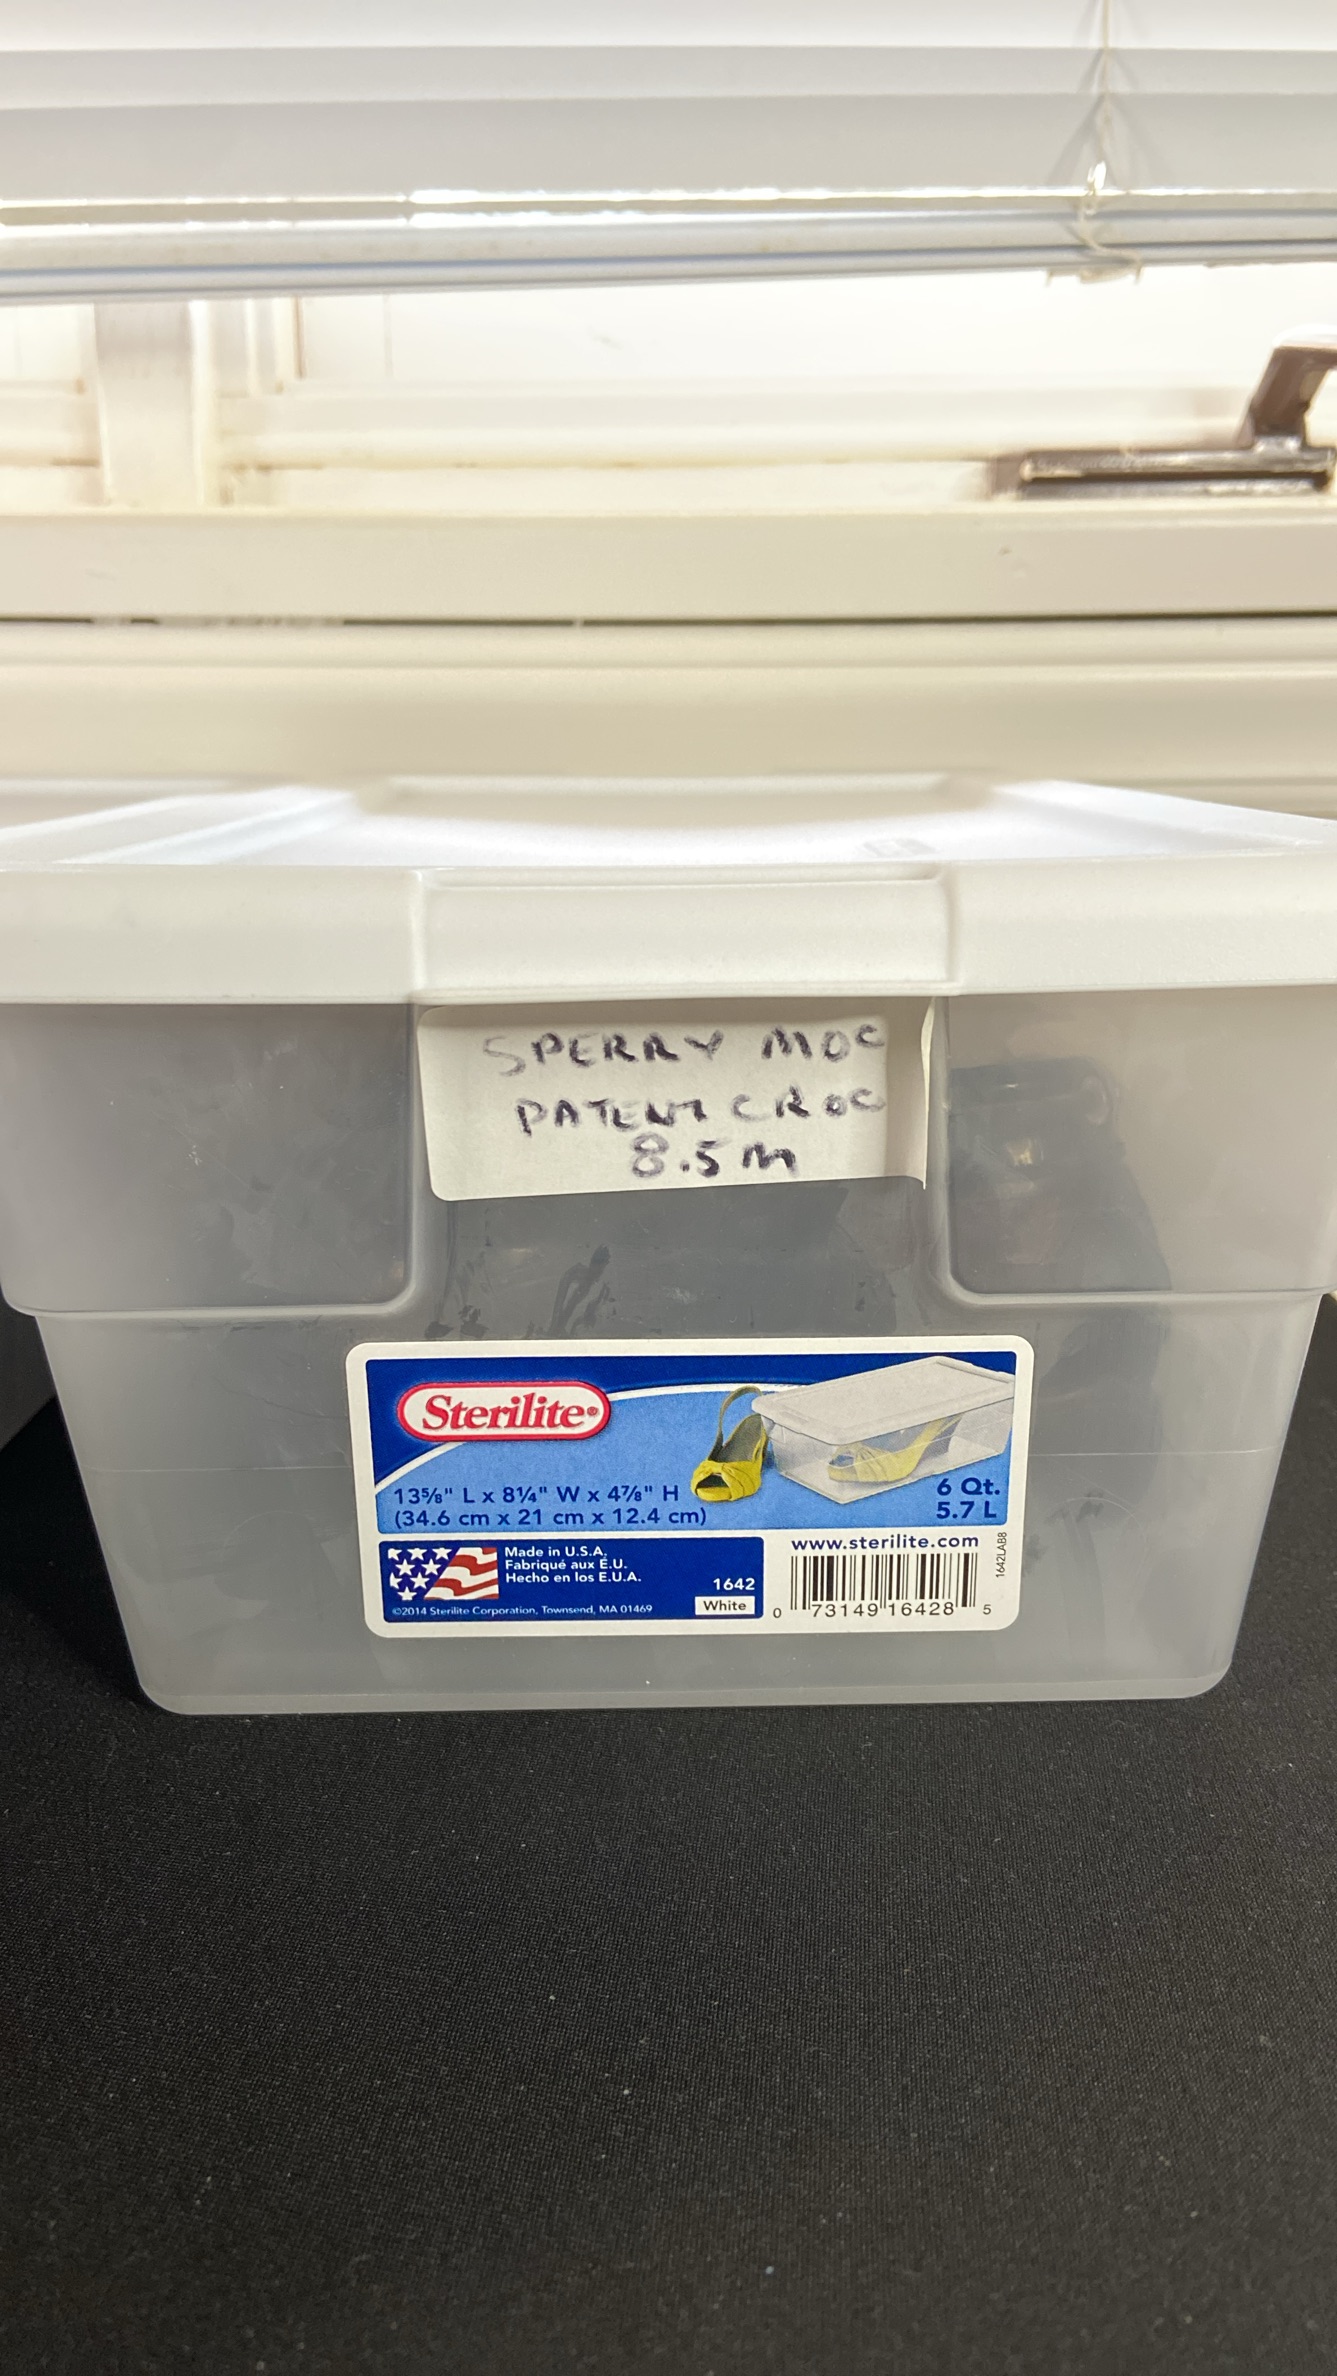 SPERRY MOC
PATENT CROC
8.5 M
Sterilite®
13⅝" L x 8¼" W x 4⅞" H
(34.6 cm x 21 cm x 12.4 cm)
6 Qt.
5.7 L
Made in U.S.A.
Fabriqué aux É.U.
Hecho en los E.U.A.
©2014 Sterilite Corporation, Townsend, MA 01469
1642
White
www.sterilite.com
0 73149 16428 5
1642LAB8